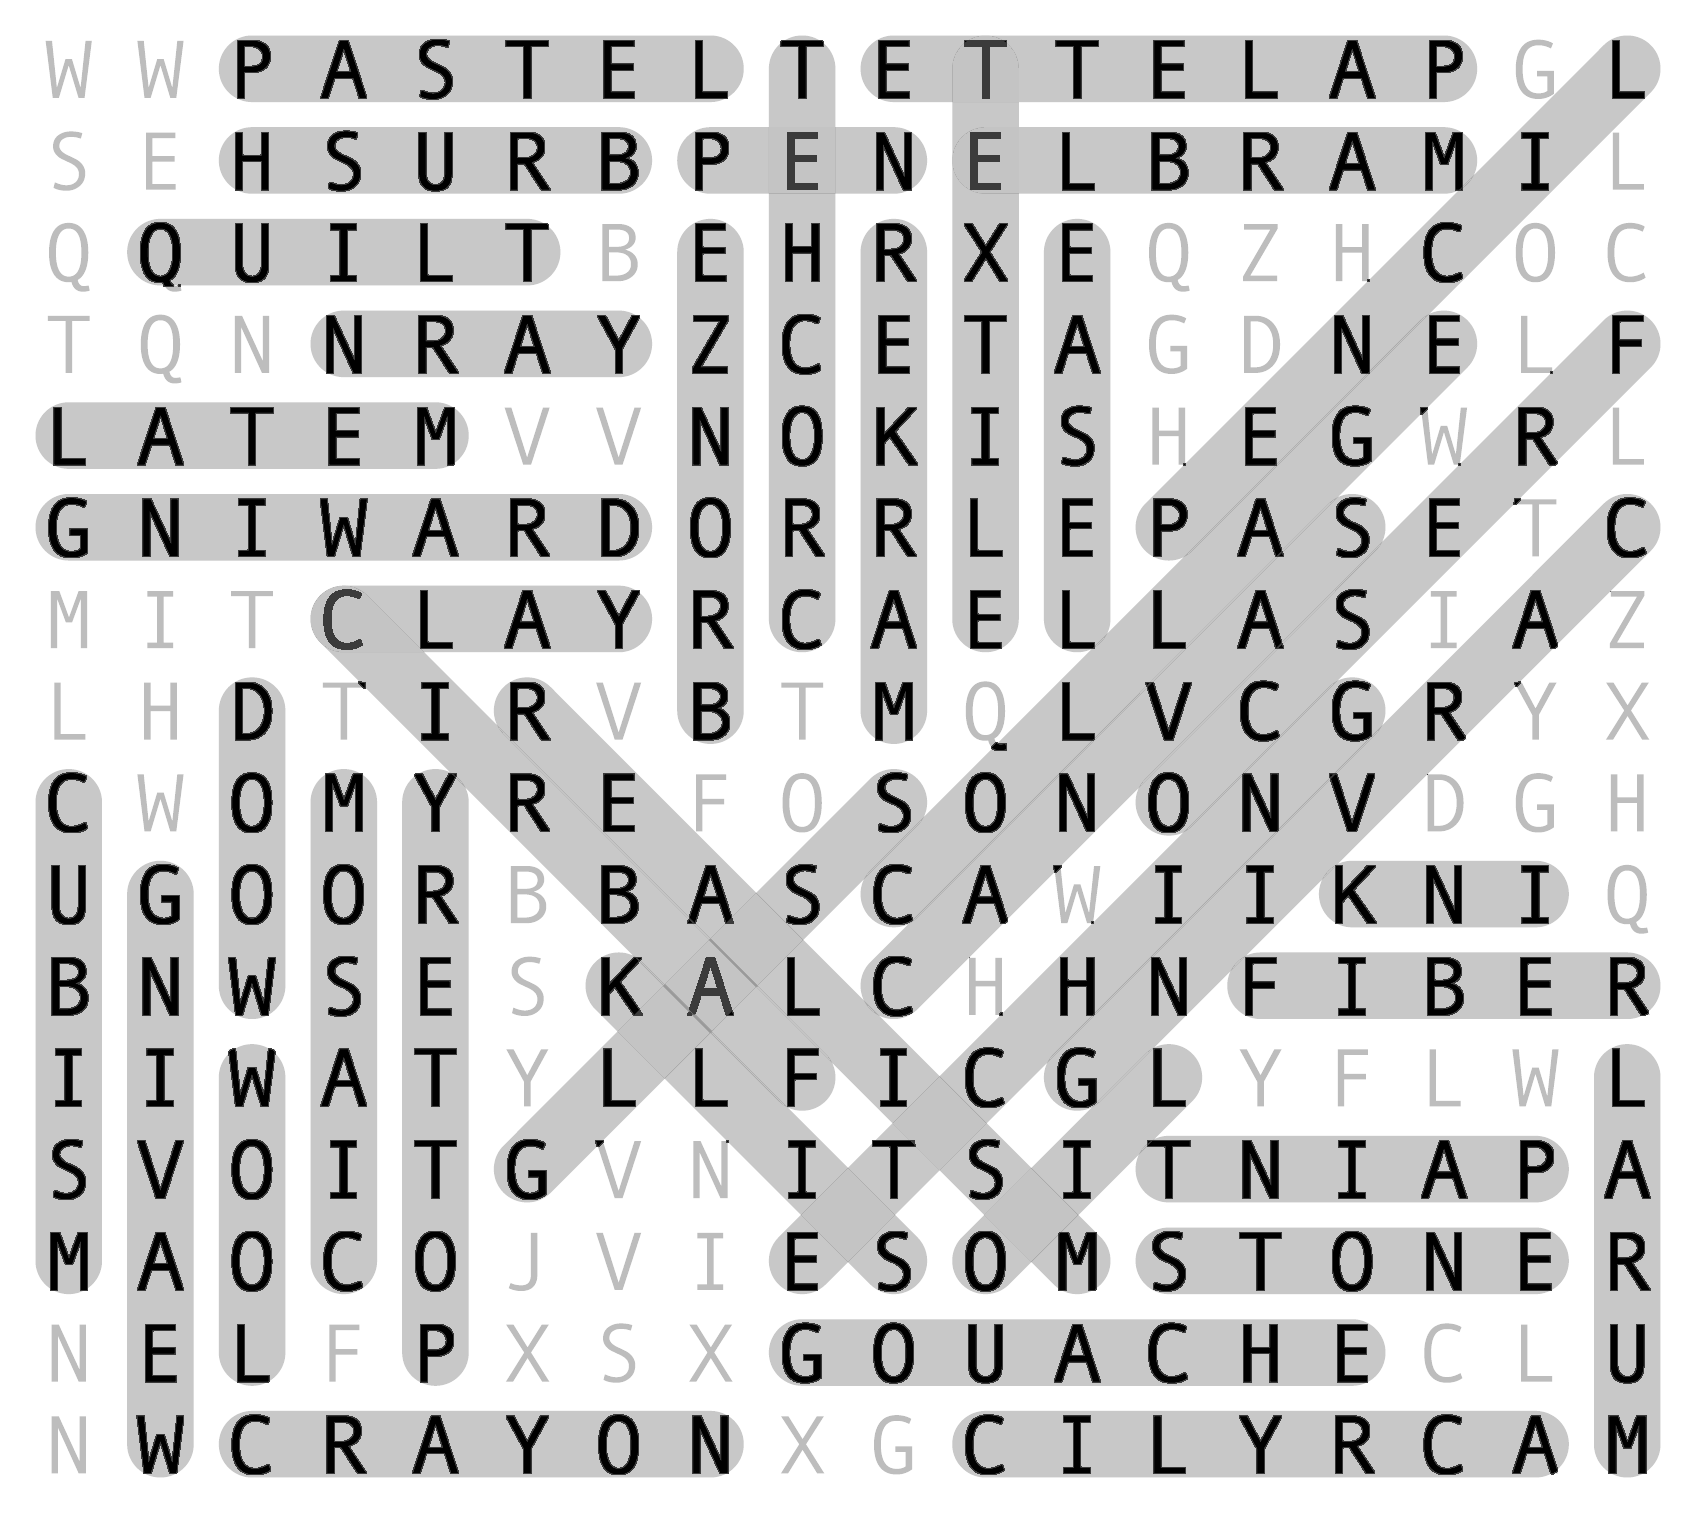 W W P A S T E L T E T T E L A P G L
S E H S U R B P E N E L B R A M I L
Q Q U I L T B E H R X E Q Z H C O C
T Q N N R A Y Z C E T A G D N E L F
L A T E M V V N O K I S H E G W R L
G N I W A R D O R R L E P A S E T C
M I T C L A Y R C A E L L A S I A Z
L H D T I R V B T M Q L V C G R Y X
C W O M Y R E F O S O N O N V D G H
U G O O R B B A S C A W I I K N I Q
B N W S E S K A L C H H N F I B E R
I I W A T Y L L F I C G L Y F L W L
S V O I T G V N I T S I T N I A P A
M A O C O J V I E S O M S T O N E R
N E L F P X S X G O U A C H E C L U
N W C R A Y O N X G C I L Y R C A M